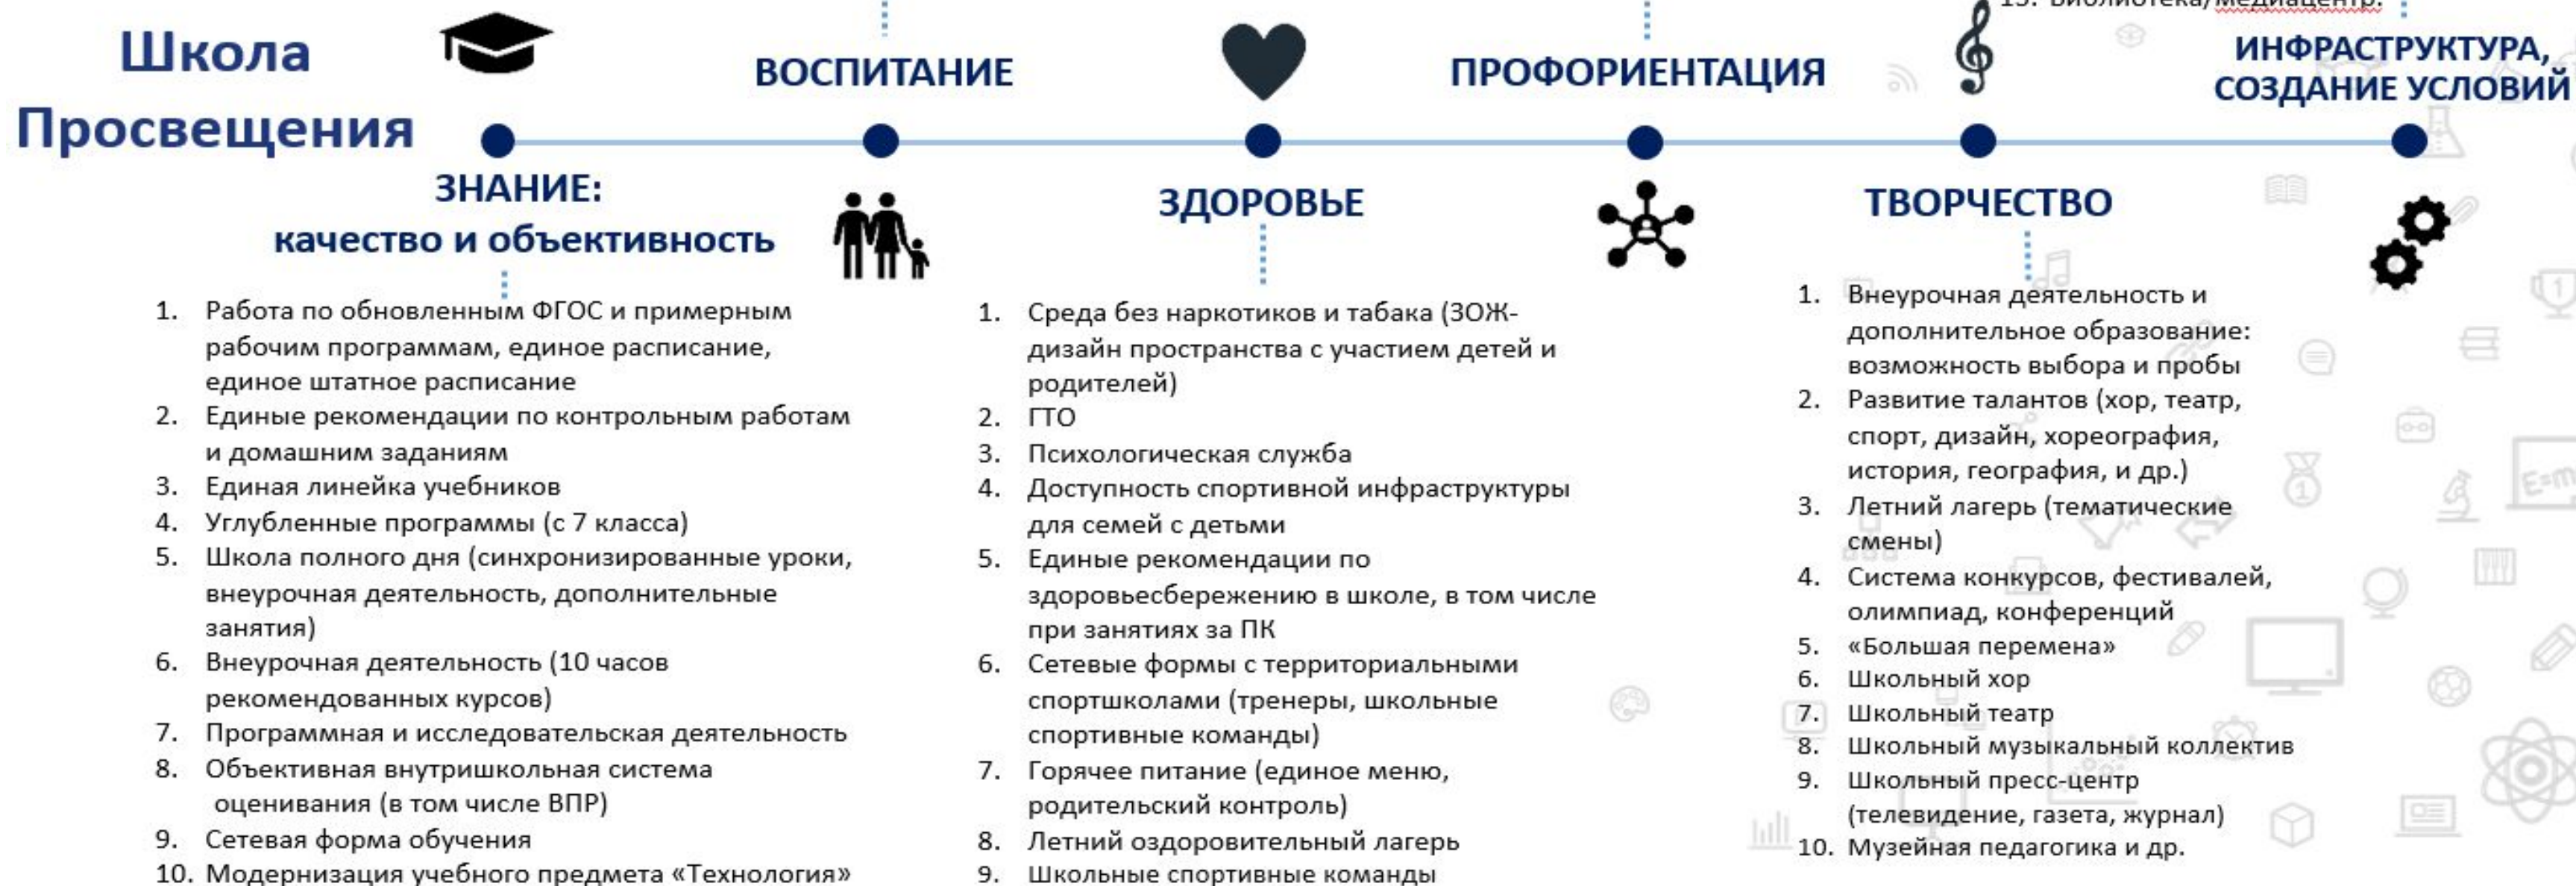 Школа
Просвещения
15. Библиотека/медиацентр.
ВОСПИТАНИЕ
ПРОФОРИЕНТАЦИЯ
ИНФРАСТРУКТУРА,
СОЗДАНИЕ УСЛОВИЙ
ЗНАНИЕ:
качество и объективность
1. Работа по обновленным ФГОС и примерным
рабочим программам, единое расписание,
единое штатное расписание
2. Единые рекомендации по контрольным работам
и домашним заданиям
3. Единая линейка учебников
4. Углубленные программы (с 7 класса)
5. Школа полного дня (синхронизированные уроки,
внеурочная деятельность, дополнительные
занятия)
6. Внеурочная деятельность (10 часов
рекомендованных курсов)
7. Программная и исследовательская деятельность
8. Объективная внутришкольная система
оценивания (в том числе ВПР)
9. Сетевая форма обучения
10. Модернизация учебного предмета «Технология»
ЗДОРОВЬЕ
1. Среда без наркотиков и табака (ЗОЖ-
дизайн пространства с участием детей и
родителей)
2. ГТО
3. Психологическая служба
4. Доступность спортивной инфраструктуры
для семей с детьми
5. Единые рекомендации по
здоровьесбережению в школе, в том числе
при занятиях за ПК
6. Сетевые формы с территориальными
спортшколами (тренеры, школьные
спортивные команды)
7. Горячее питание (единое меню,
родительский контроль)
8. Летний оздоровительный лагерь
9. Школьные спортивные команды
ТВОРЧЕСТВО
1. Внеурочная деятельность и
дополнительное образование:
возможность выбора и пробы
2. Развитие талантов (хор, театр,
спорт, дизайн, хореография,
история, география, и др.)
3. Летний лагерь (тематические
смены)
4. Система конкурсов, фестивалей,
олимпиад, конференций
5. «Большая перемена»
6. Школьный хор
7. Школьный театр
8. Школьный музыкальный коллектив
9. Школьный пресс-центр
(телевидение, газета, журнал)
10. Музейная педагогика и др.
1
1
E=m